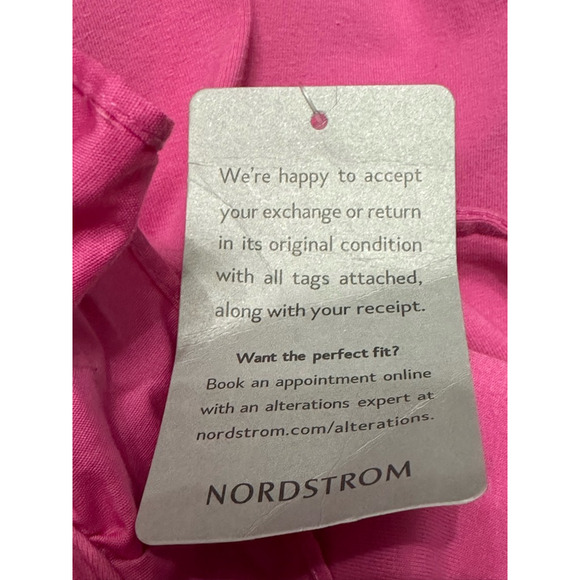 We're happy to accept
your exchange or return
in its original condition
with all tags attached,
along with your receipt.
Want the perfect fit?
Book an appointment online
with an alterations expert at
nordstrom.com/alterations.
NORDSTROM